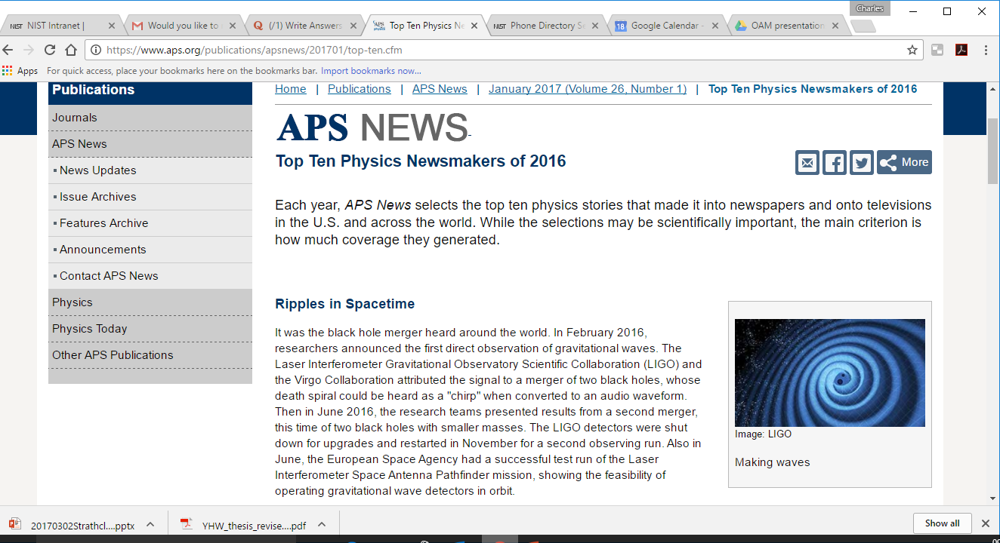 Charles
NIST Intranet |
Would you like to
(/1) Write Answers
Top Ten Physics Ne
Phone Directory Se
Google Calendar -
OAM presentation
https://www.aps.org/publications/apsnews/201701/top-ten.cfm
Apps For quick access, place your bookmarks here on the bookmarks bar. Import bookmarks now...
Publications
Journals
APS News
News Updates
Issue Archives
Features Archive
Announcements
Contact APS News
Physics
Physics Today
Other APS Publications
Home | Publications | APS News | January 2017 (Volume 26, Number 1) | Top Ten Physics Newsmakers of 2016
APS NEWS
Top Ten Physics Newsmakers of 2016
More
Each year, APS News selects the top ten physics stories that made it into newspapers and onto televisions
in the U.S. and across the world. While the selections may be scientifically important, the main criterion is
how much coverage they generated.
Ripples in Spacetime
It was the black hole merger heard around the world. In February 2016,
researchers announced the first direct observation of gravitational waves. The
Laser Interferometer Gravitational Observatory Scientific Collaboration (LIGO) and
the Virgo Collaboration attributed the signal to a merger of two black holes, whose
death spiral could be heard as a "chirp" when converted to an audio waveform.
Then in June 2016, the research teams presented results from a second merger,
this time of two black holes with smaller masses. The LIGO detectors were shut
down for upgrades and restarted in November for a second observing run. Also in
June, the European Space Agency had a successful test run of the Laser
Interferometer Space Antenna Pathfinder mission, showing the feasibility of
operating gravitational wave detectors in orbit.
Image: LIGO
Making waves
20170302Strathcl....pptx
YHW_thesis_revise....pdf
Show all